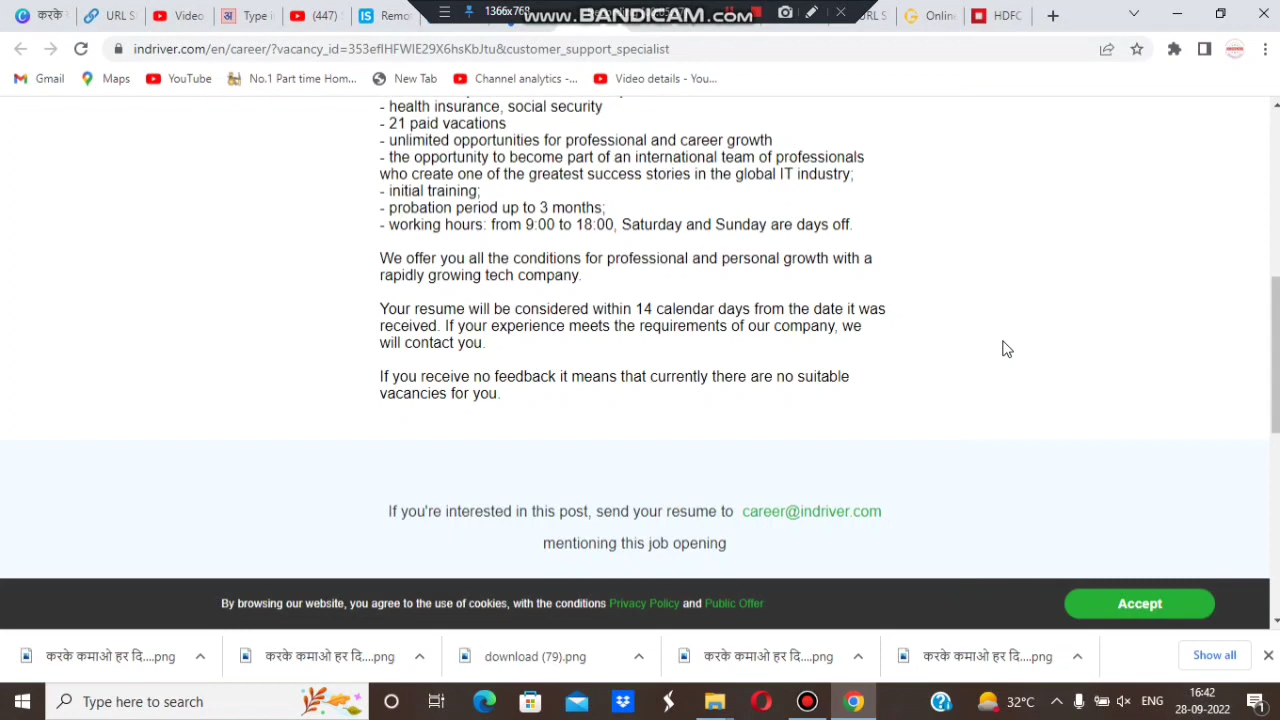 करके
URL
Video
Type
(44)
Reso
1366x768
www.BANDICAM.com
URL S
Online
HDFC
indriver.com/en/career/?vacancy_id=353efIHFWIE29X6hsKbJtu&customer_support_specialist
Gmail Maps YouTube No.1 Part time Hom... New Tab Channel analytics -... Video details - You...
- health insurance, social security
- 21 paid vacations
- unlimited opportunities for professional and career growth
- the opportunity to become part of an international team of professionals
who create one of the greatest success stories in the global IT industry;
- initial training;
- probation period up to 3 months;
- working hours: from 9:00 to 18:00, Saturday and Sunday are days off.
We offer you all the conditions for professional and personal growth with a
rapidly growing tech company.
Your resume will be considered within 14 calendar days from the date it was
received. If your experience meets the requirements of our company, we
will contact you.
If you receive no feedback it means that currently there are no suitable
vacancies for you.
If you're interested in this post, send your resume to career@indriver.com
mentioning this job opening
By browsing our website, you agree to the use of cookies, with the conditions Privacy Policy and Public Offer
Accept
करके कमाओ हर दि....png करके कमाओ हर दि....png download (79).png करके कमाओ हर दि....png करके कमाओ हर दि....png Show all
Type here to search
32°C
ENG
16:42
28-09-2022